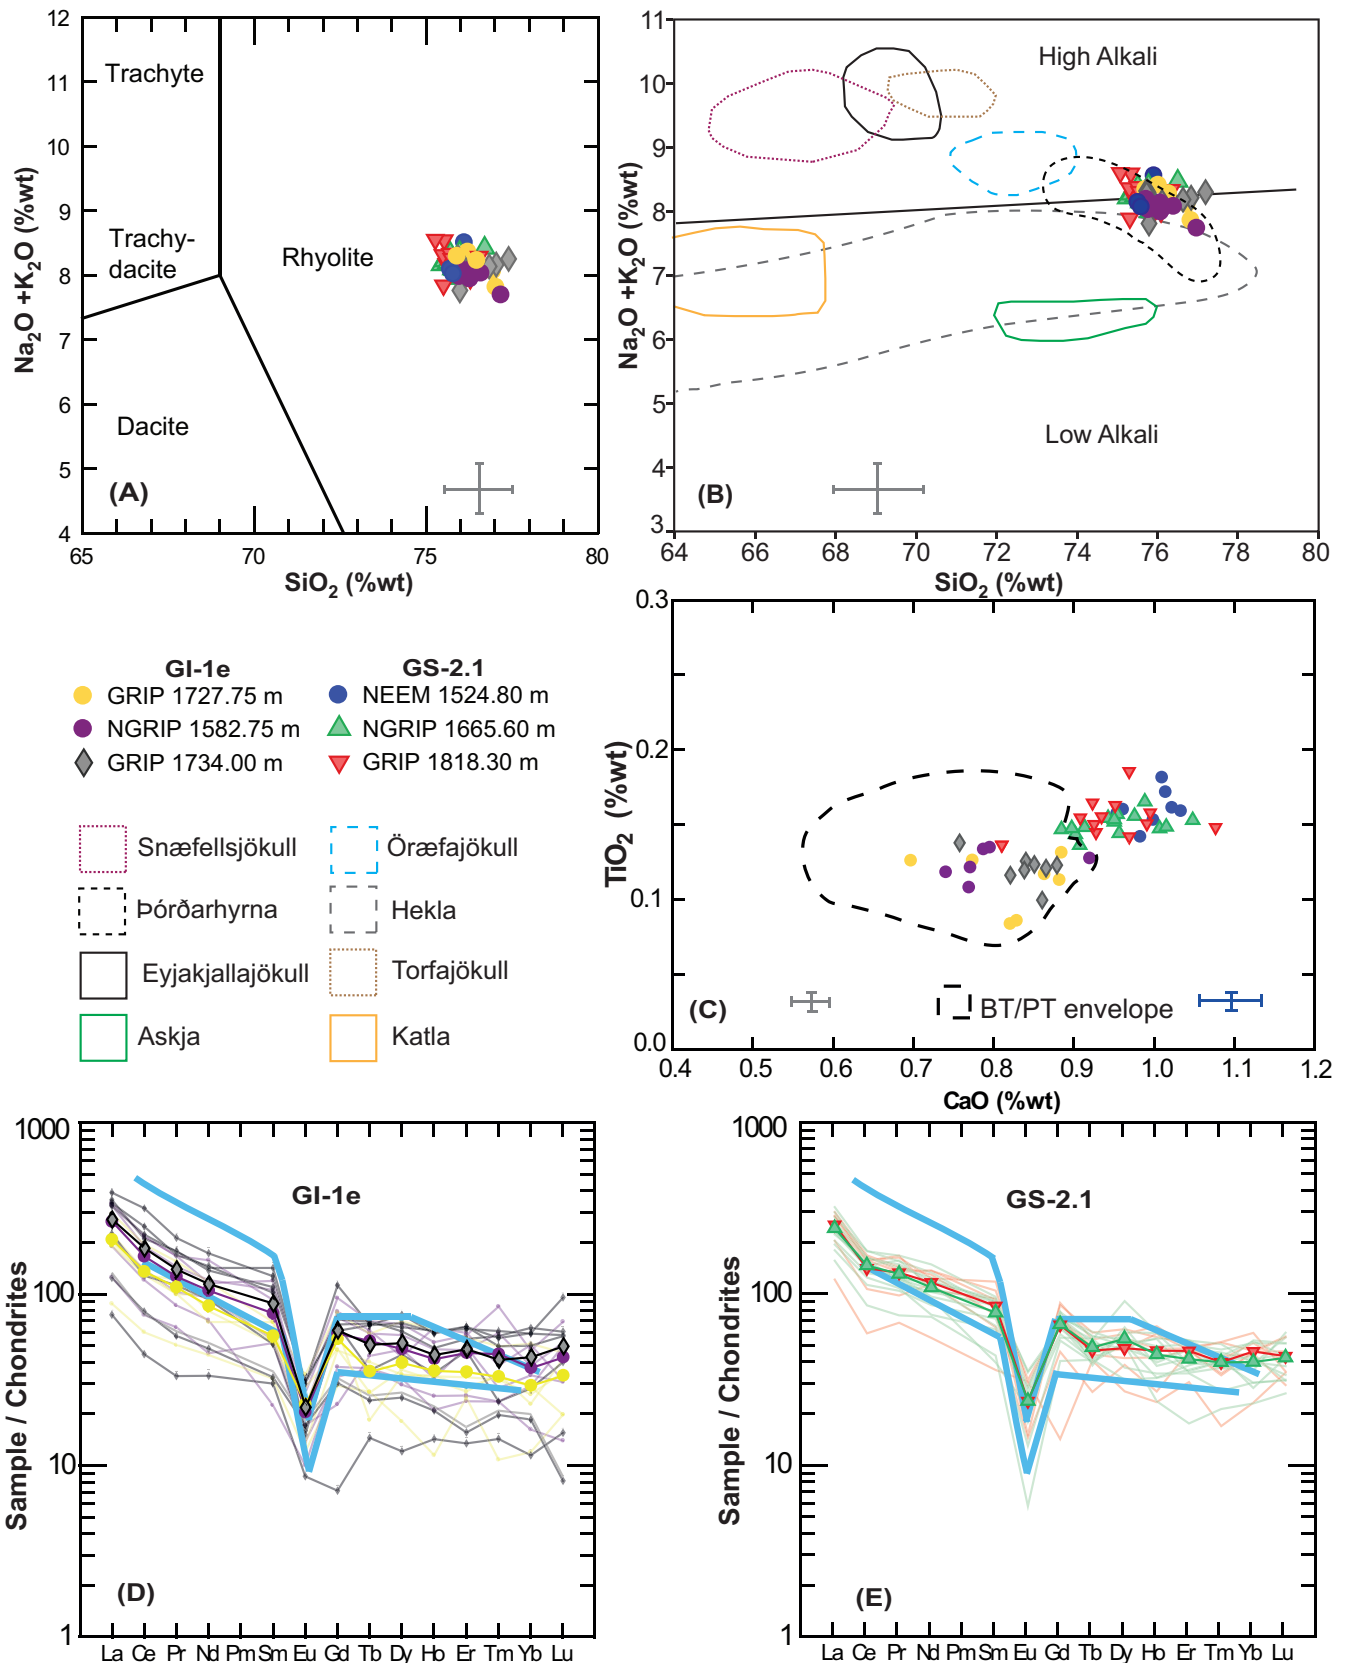 12
11
10
9
8
7
6
5
4
Na2O +K2O (%wt)
Trachyte
Trachy-
dacite
Rhyolite
Dacite
(A)
65
70
75
80
SiO2 (%wt)
11
10
9
8
7
6
5
4
3
Na2O +K2O (%wt)
High Alkali
Low Alkali
(B)
64
66
68
70
72
74
76
78
80
SiO2 (%wt)
GI-1e
GRIP 1727.75 m
NGRIP 1582.75 m
GRIP 1734.00 m
GS-2.1
NEEM 1524.80 m
NGRIP 1665.60 m
GRIP 1818.30 m
Snæfellsjökull
Öræfajökull
Þórðarhyrna
Hekla
Eyjakjallajökull
Torfajökull
Askja
Katla
0.3
0.2
0.1
0.0
TiO2 (%wt)
(C)
BT/PT envelope
0.4
0.5
0.6
0.7
0.8
0.9
1.0
1.1
1.2
CaO (%wt)
1000
100
10
1
Sample / Chondrites
GI-1e
(D)
La Ce Pr Nd Pm Sm Eu Gd Tb Dy Ho Er Tm Yb Lu
1000
100
10
1
Sample / Chondrites
GS-2.1
(E)
La Ce Pr Nd Pm Sm Eu Gd Tb Dy Ho Er Tm Yb Lu